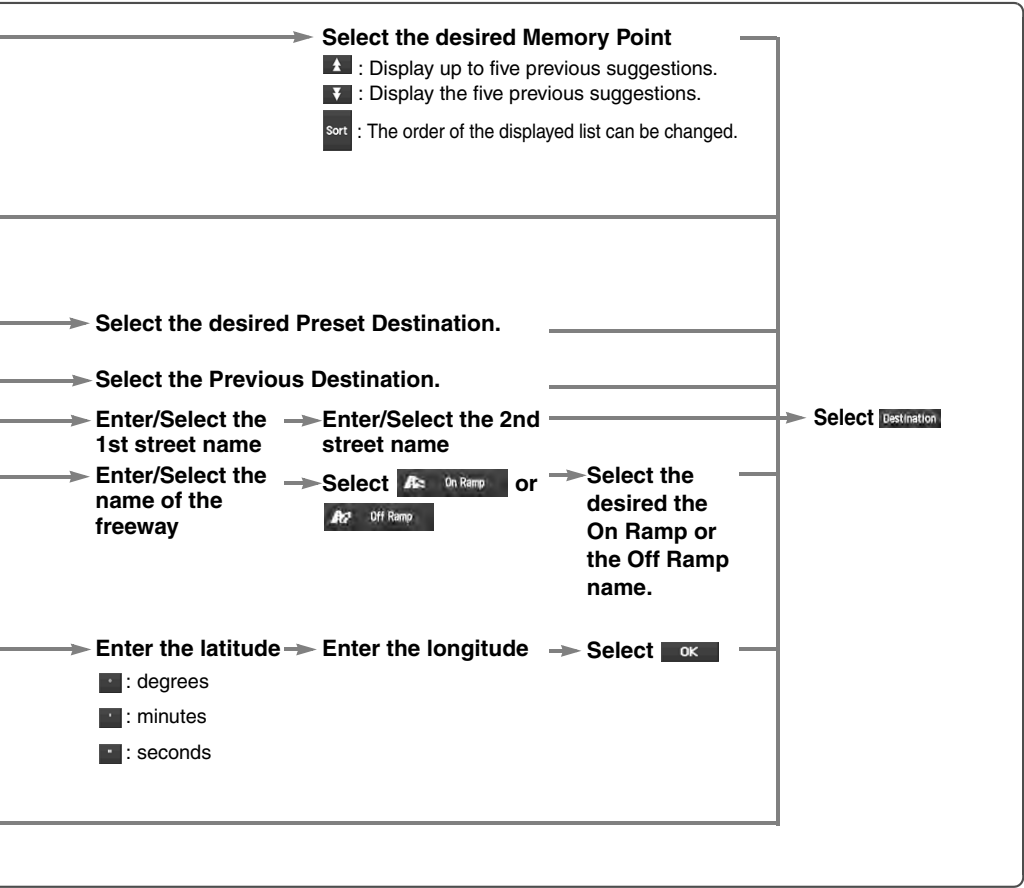 Select the desired Memory Point
: Display up to five previous suggestions.
: Display the five previous suggestions.
Sort : The order of the displayed list can be changed.
Select the desired Preset Destination.
Select the Previous Destination.
Enter/Select the
1st street name
Enter/Select the 2nd
street name
Select Destination
Enter/Select the
name of the
freeway
Select On Ramp or
Off Ramp
Select the
desired the
On Ramp or
the Off Ramp
name.
Enter the latitude
° : degrees
' : minutes
" : seconds
Enter the longitude
Select OK